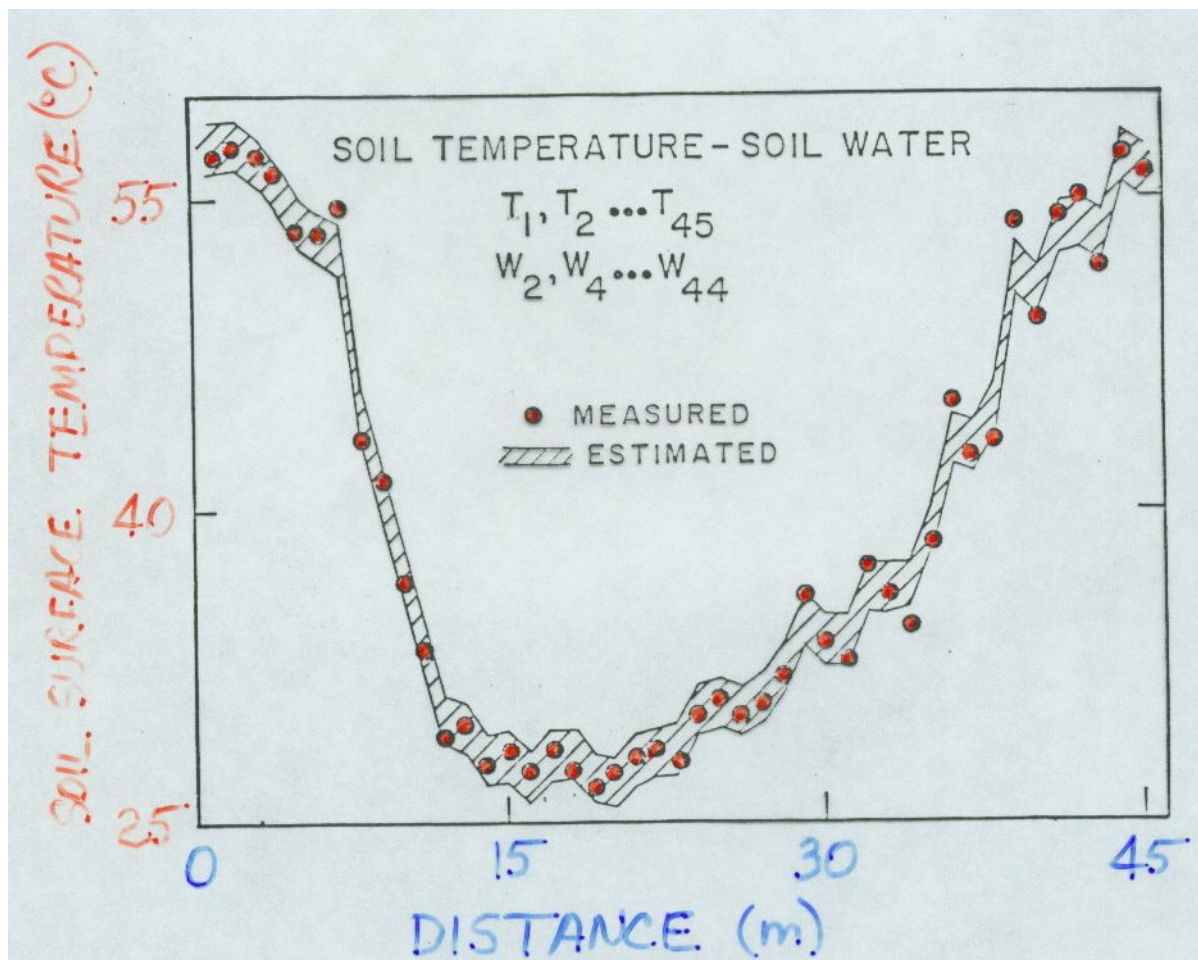 SOIL TEMPERATURE - SOIL WATER
T1, T2 ••• T45
W2, W4 ••• W44
MEASURED
ESTIMATED
SOIL SURFACE TEMPERATURE (°C)
55
40
25
0 15 30 45
DISTANCE (m)